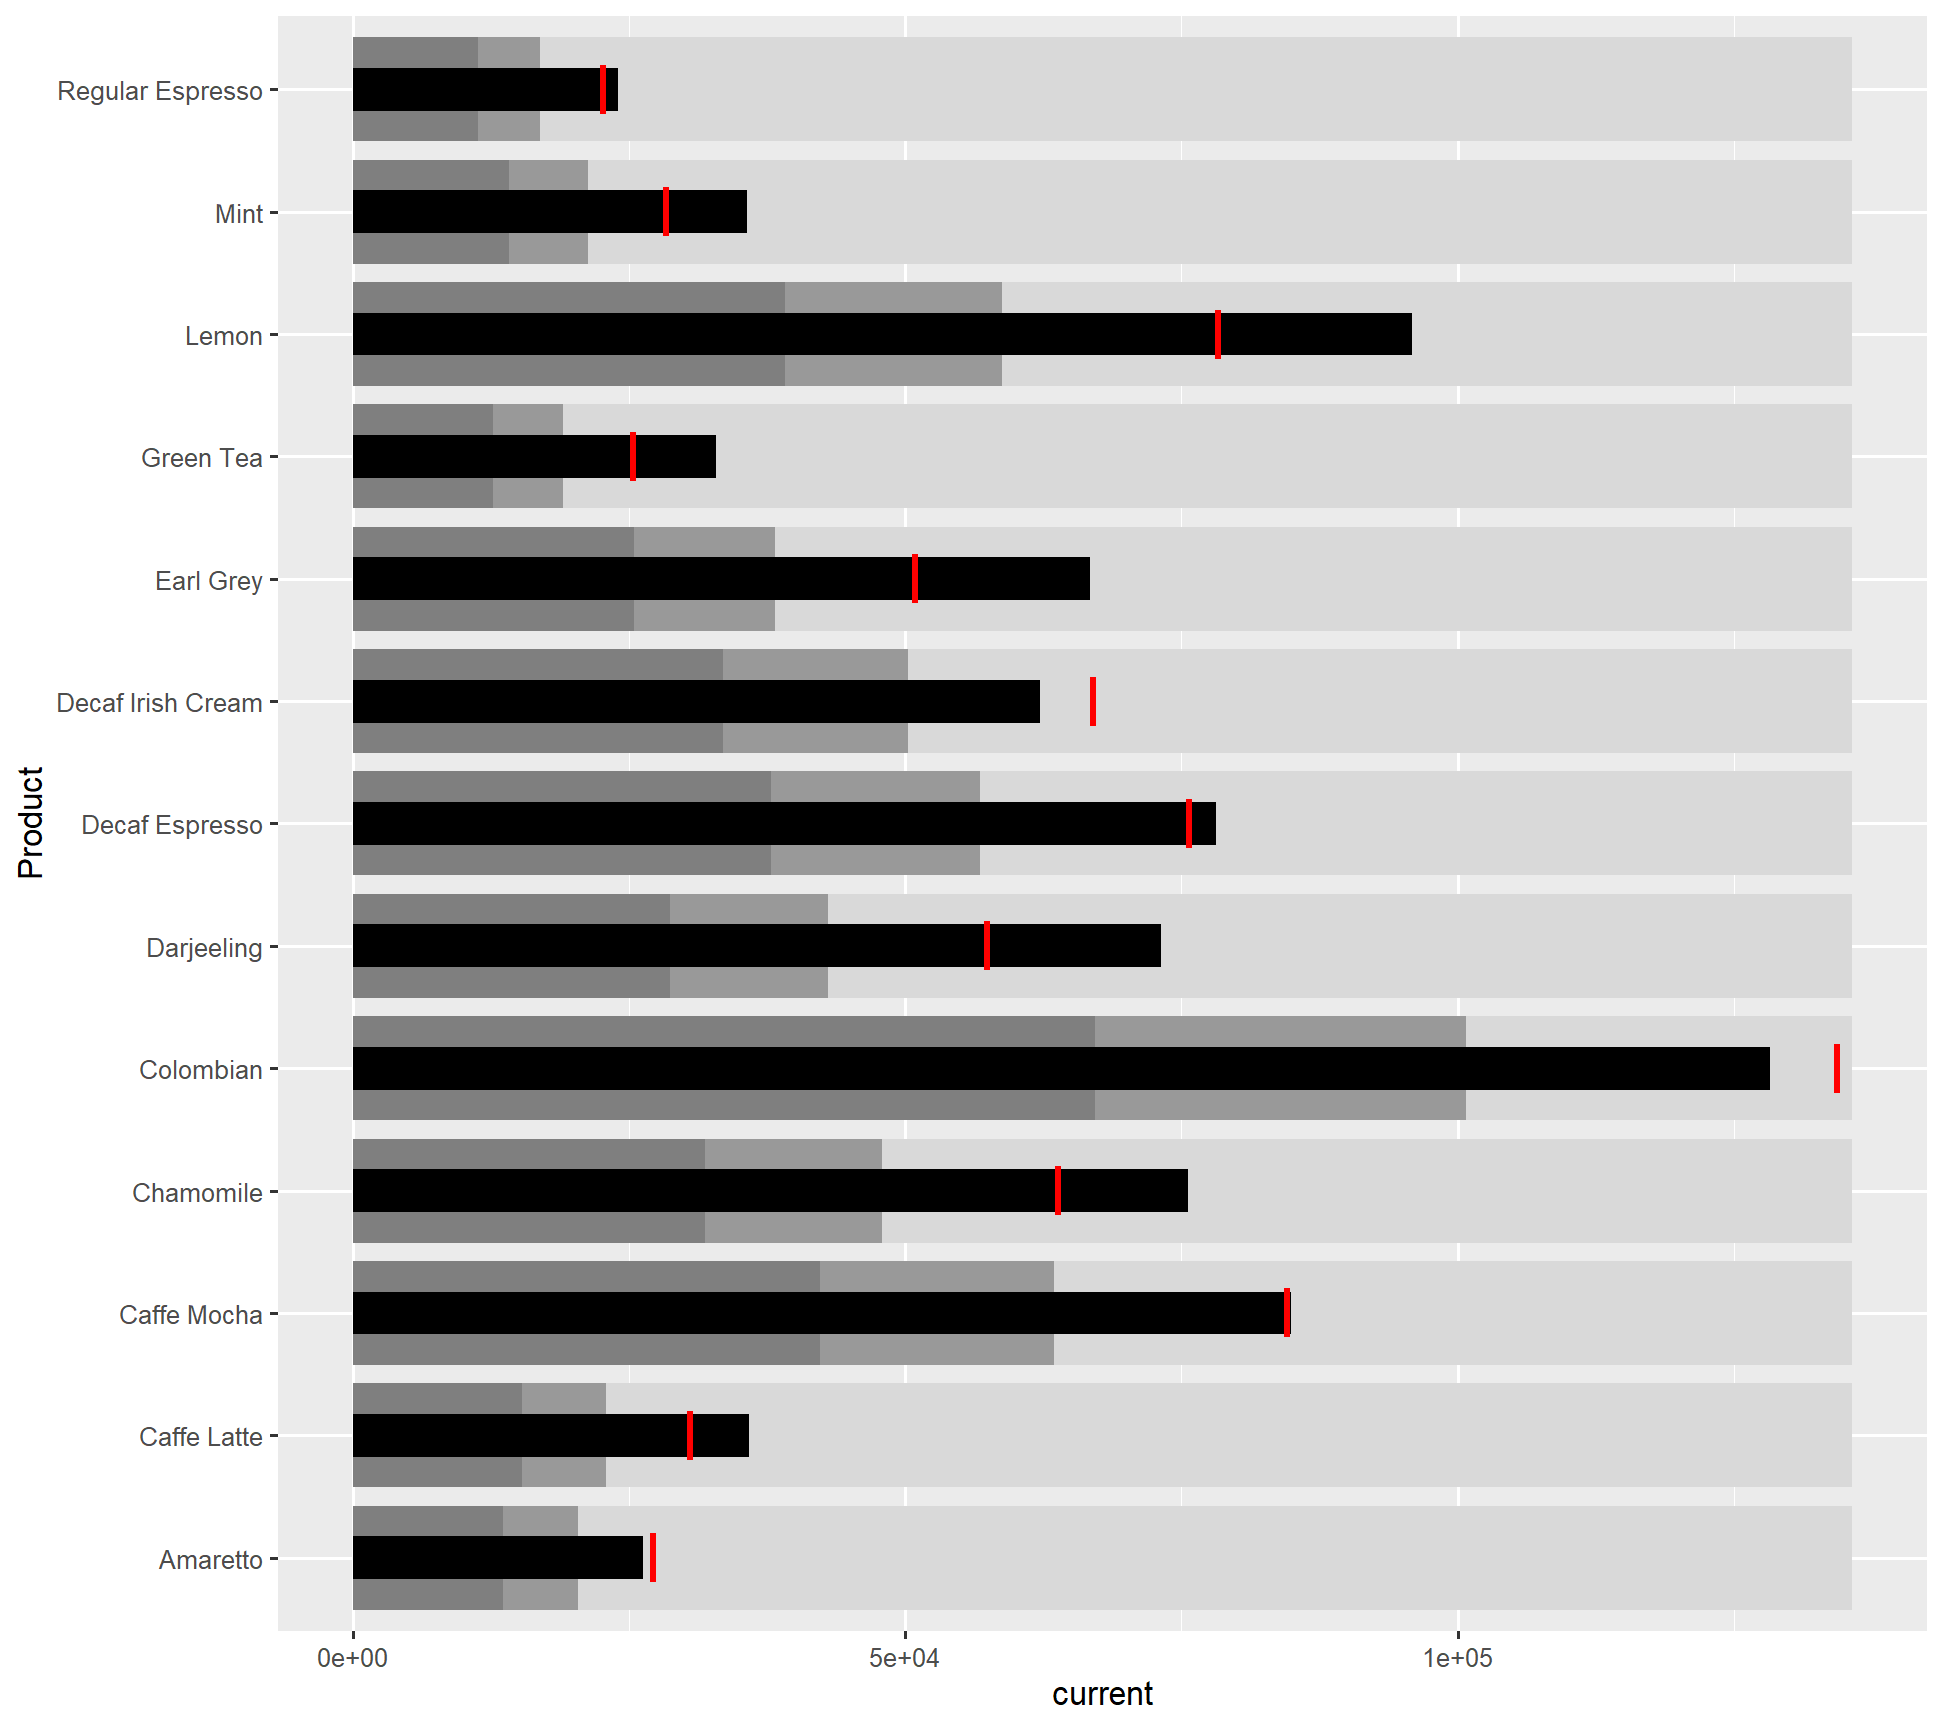 Regular Espresso
Mint
Lemon
Green Tea
Earl Grey
Decaf Irish Cream
Decaf Espresso
Darjeeling
Colombian
Chamomile
Caffe Mocha
Caffe Latte
Amaretto
Product
0e+00 5e+04 1e+05
current